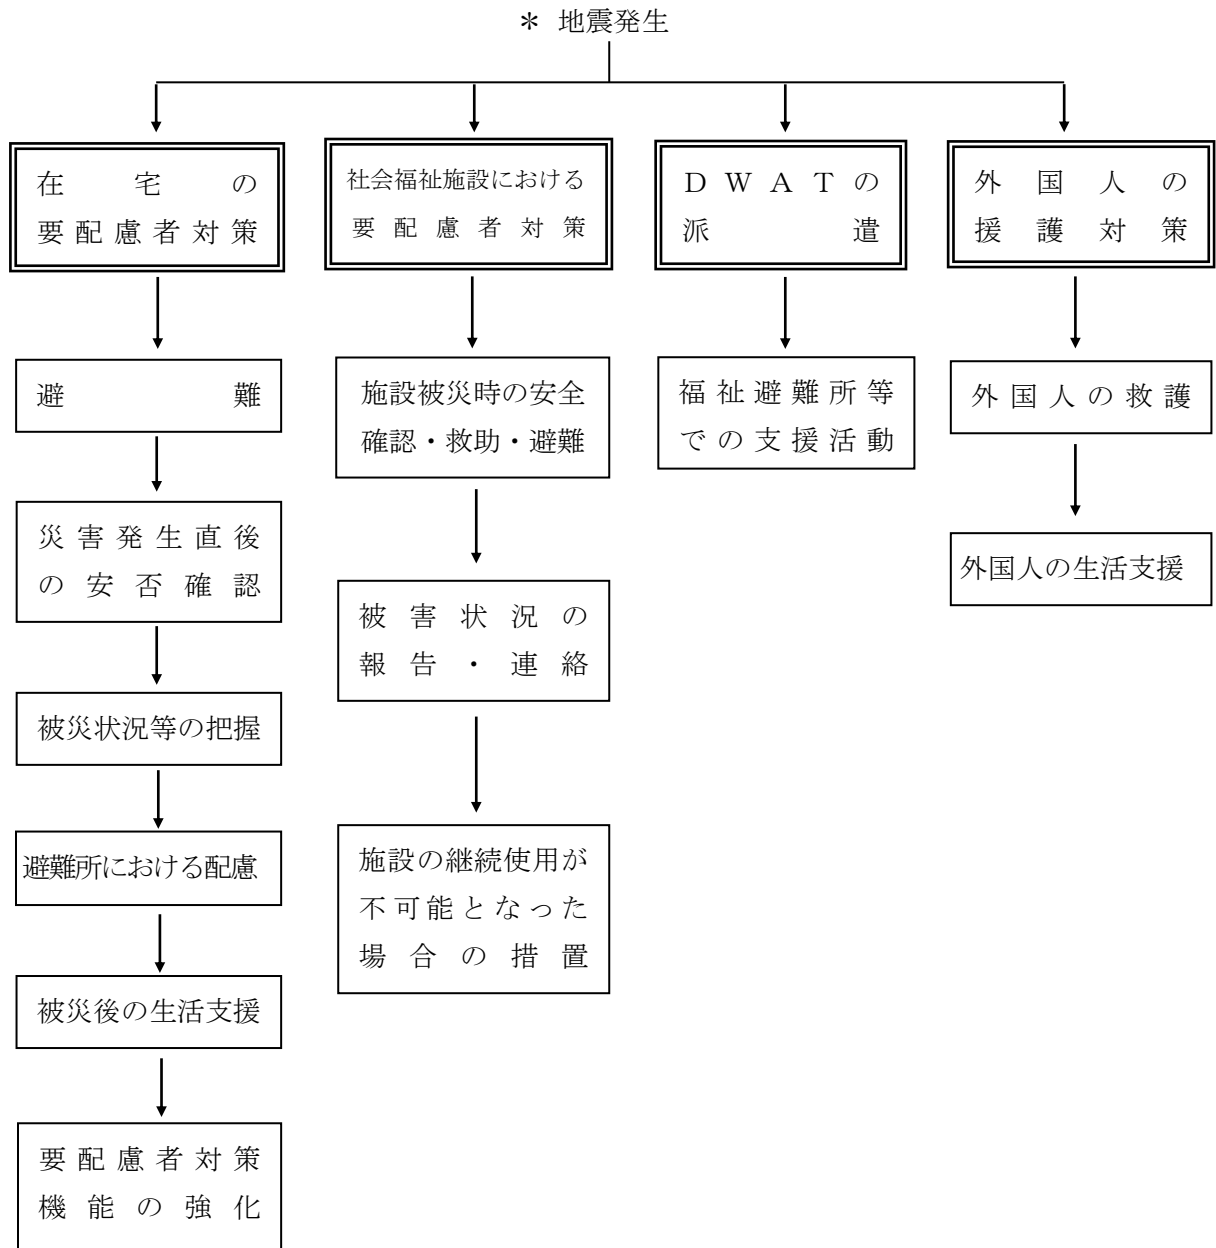 ＊ 地震発生
在宅の
要配慮者対策
避難
災害発生直後
の安否確認
被災状況等の把握
避難所における配慮
被災後の生活支援
要配慮者対策
機能の強化
社会福祉施設における
要配慮者対策
施設被災時の安全
確認・救助・避難
被害状況の
報告・連絡
施設の継続使用が
不可能となった
場合の措置
ＤＷＡＴの
派遣
福祉避難所等
での支援活動
外国人の
援護対策
外国人の救護
外国人の生活支援